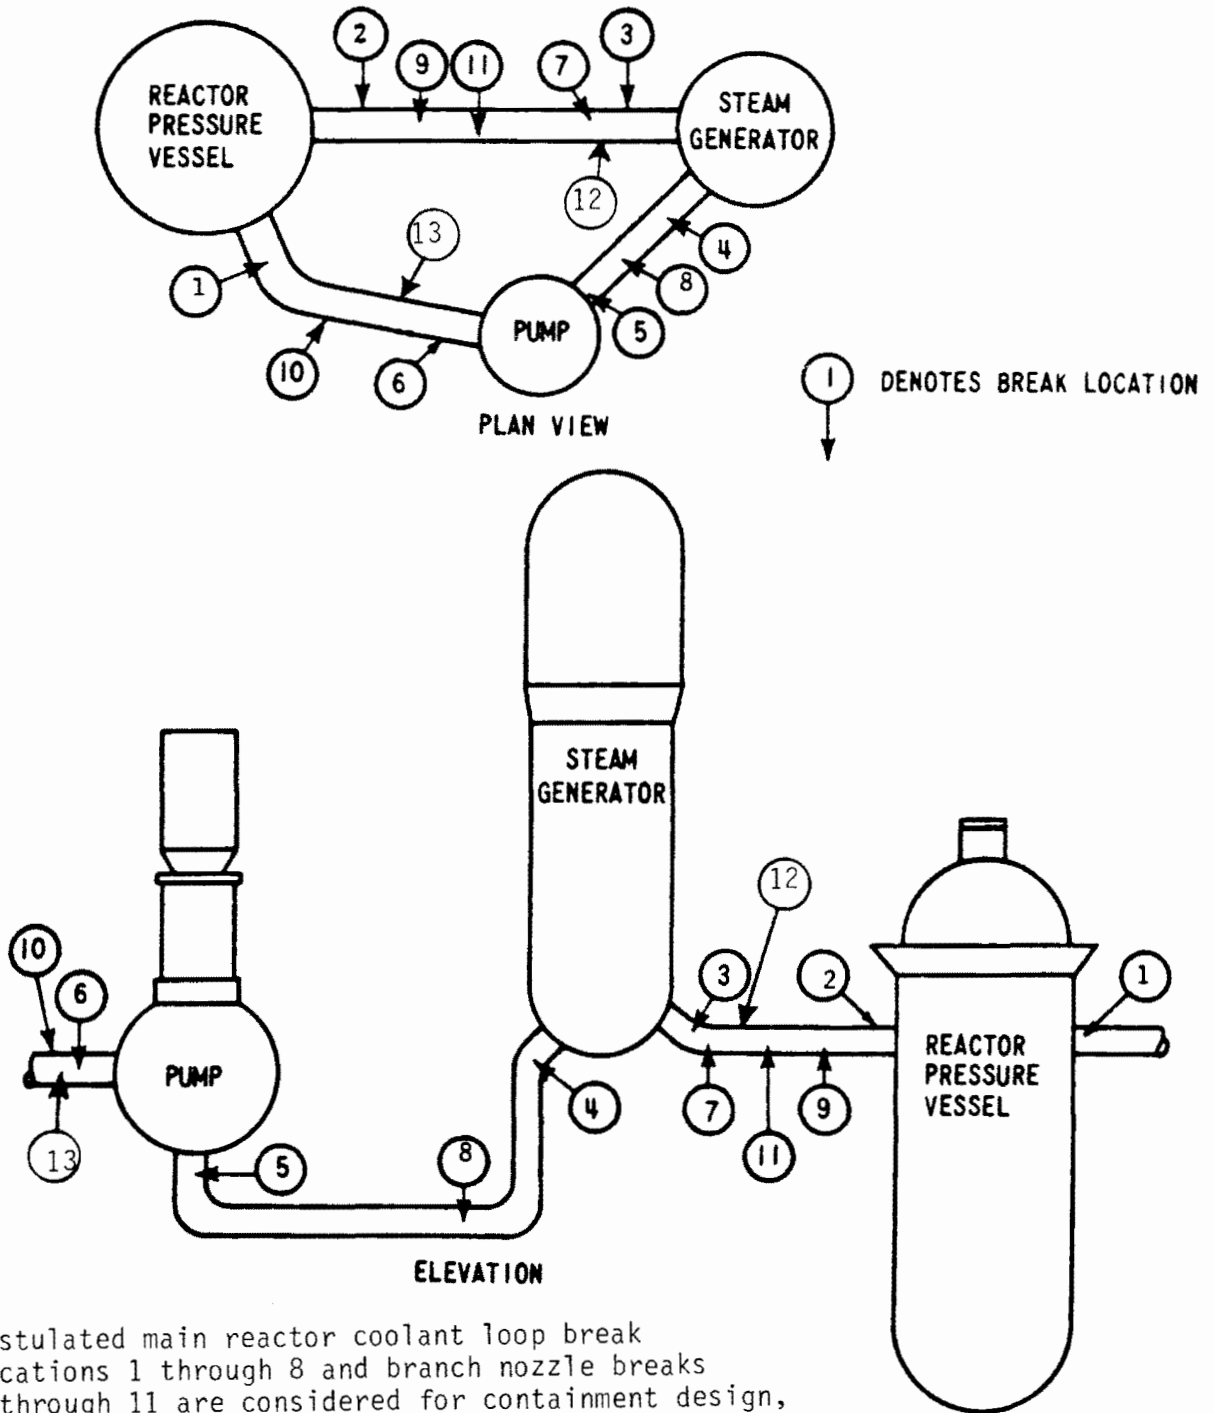 2
3
9
11
7
REACTOR
PRESSURE
VESSEL
STEAM
GENERATOR
12
13
4
1
8
5
PUMP
10
6
PLAN VIEW
1 DENOTES BREAK LOCATION
STEAM
GENERATOR
12
10
6
3
2
1
PUMP
REACTOR
PRESSURE
VESSEL
4
7
9
13
5
8
11
ELEVATION
stulated main reactor coolant loop break
cations 1 through 8 and branch nozzle breaks
through 11 are considered for containment design,